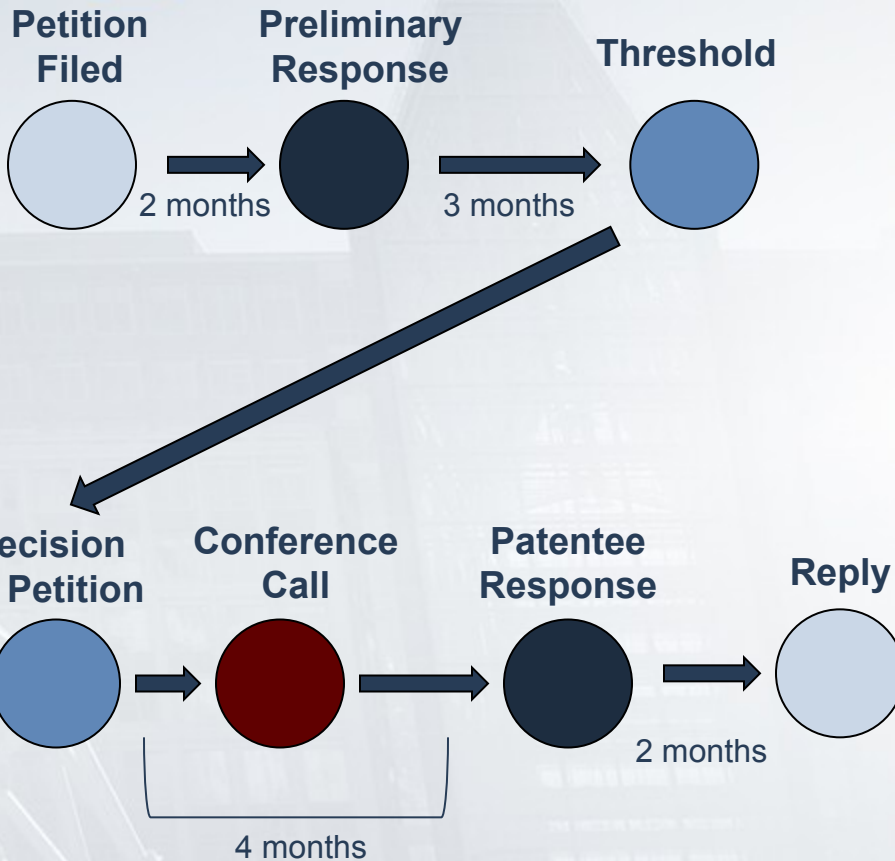 Petition
Filed
Preliminary
Response
Threshold
2 months
3 months
ecision
Petition
Conference
Call
Patentee
Response
Reply
2 months
4 months